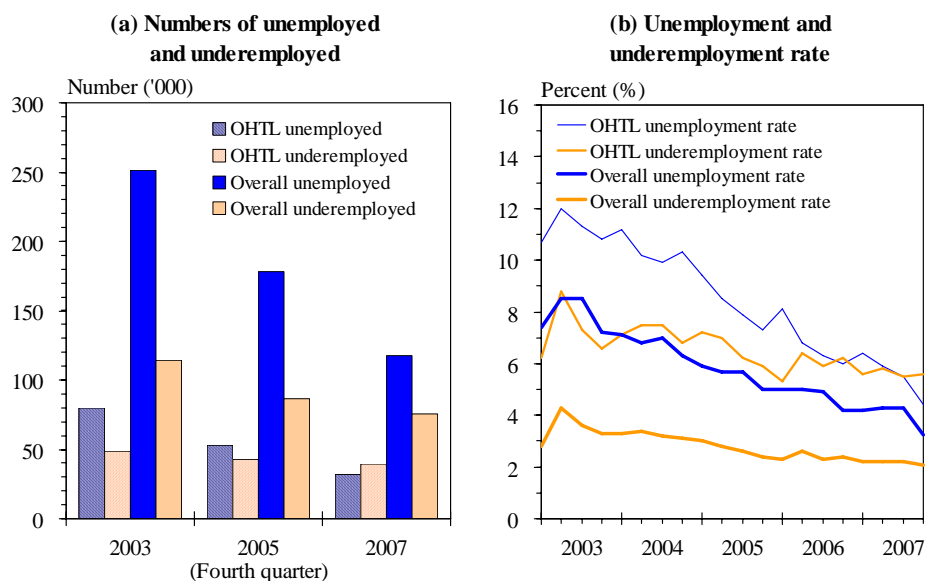 (a) Numbers of unemployed
and underemployed
Number ('000)
300
250
200
150
100
50
0
OHTL unemployed
OHTL underemployed
Overall unemployed
Overall underemployed
2003
2005
2007
(Fourth quarter)
(b) Unemployment and
underemployment rate
Percent (%)
16
14
12
10
8
6
4
2
0
OHTL unemployment rate
OHTL underemployment rate
Overall unemployment rate
Overall underemployment rate
2003
2004
2005
2006
2007